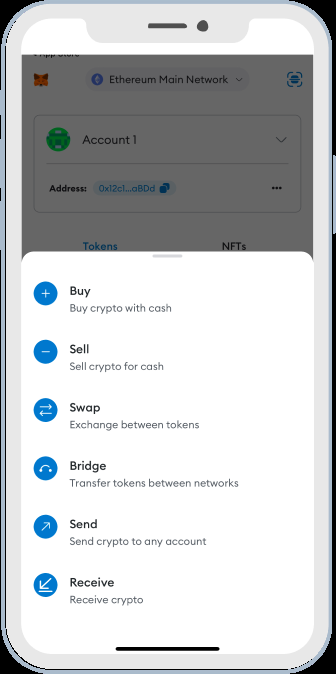 App Store
Ethereum Main Network
Account 1
Address: 0x12c1...aBDd
Tokens NFTs
Buy
Buy crypto with cash
Sell
Sell crypto for cash
Swap
Exchange between tokens
Bridge
Transfer tokens between networks
Send
Send crypto to any account
Receive
Receive crypto